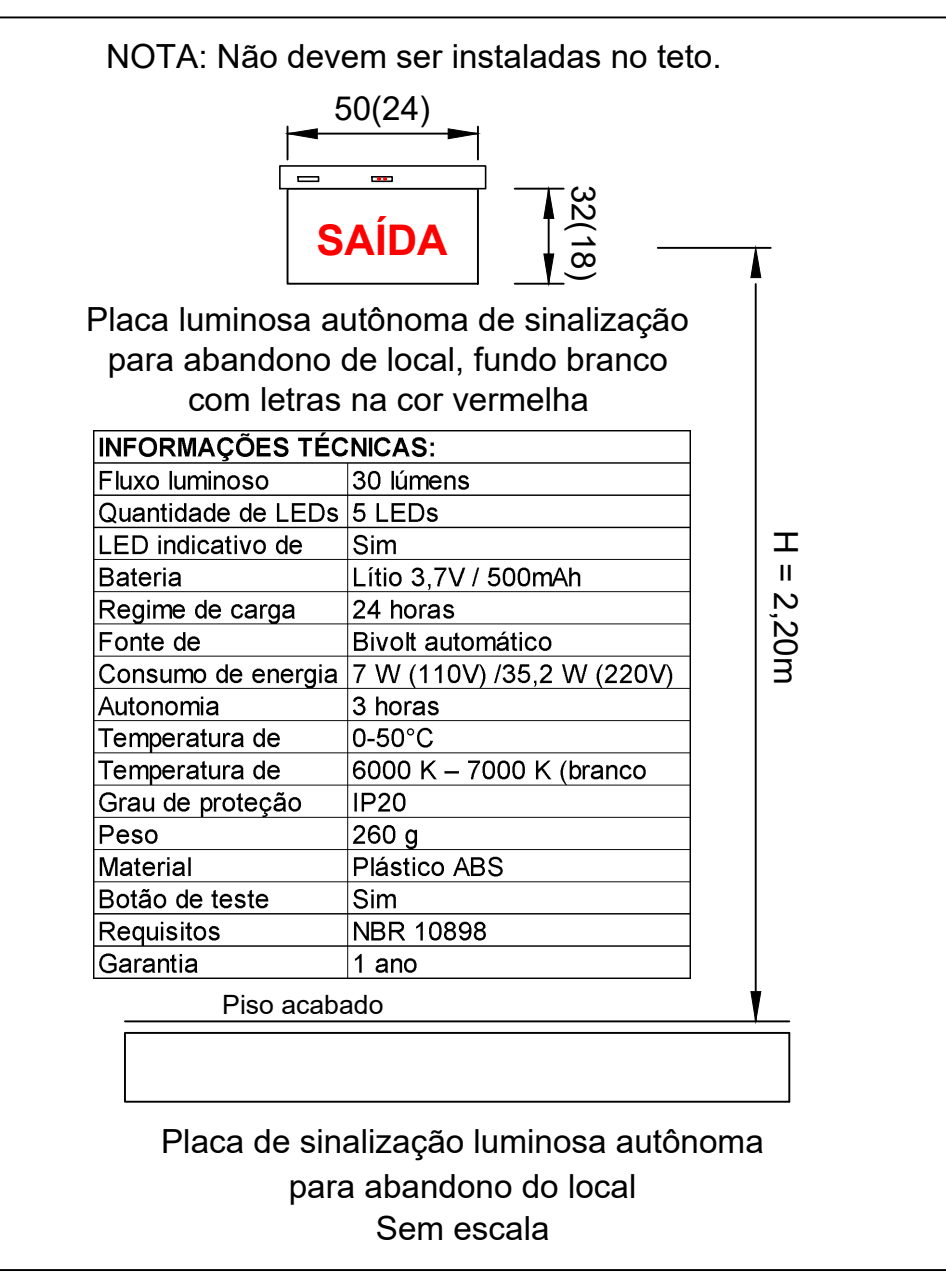 NOTA: Não devem ser instaladas no teto.
50(24)
SAÍDA
32(18)
Placa luminosa autônoma de sinalização
para abandono de local, fundo branco
com letras na cor vermelha
INFORMAÇÕES TÉCNICAS:
Fluxo luminoso 30 lúmens
Quantidade de LEDs 5 LEDs
LED indicativo de Sim
Bateria Lítio 3,7V / 500mAh
Regime de carga 24 horas
Fonte de Bivolt automático
Consumo de energia 7 W (110V) /35,2 W (220V)
Autonomia 3 horas
Temperatura de 0-50°C
Temperatura de 6000 K – 7000 K (branco
Grau de proteção IP20
Peso 260 g
Material Plástico ABS
Botão de teste Sim
Requisitos NBR 10898
Garantia 1 ano
H = 2,20m
Piso acabado
Placa de sinalização luminosa autônoma
para abandono do local
Sem escala